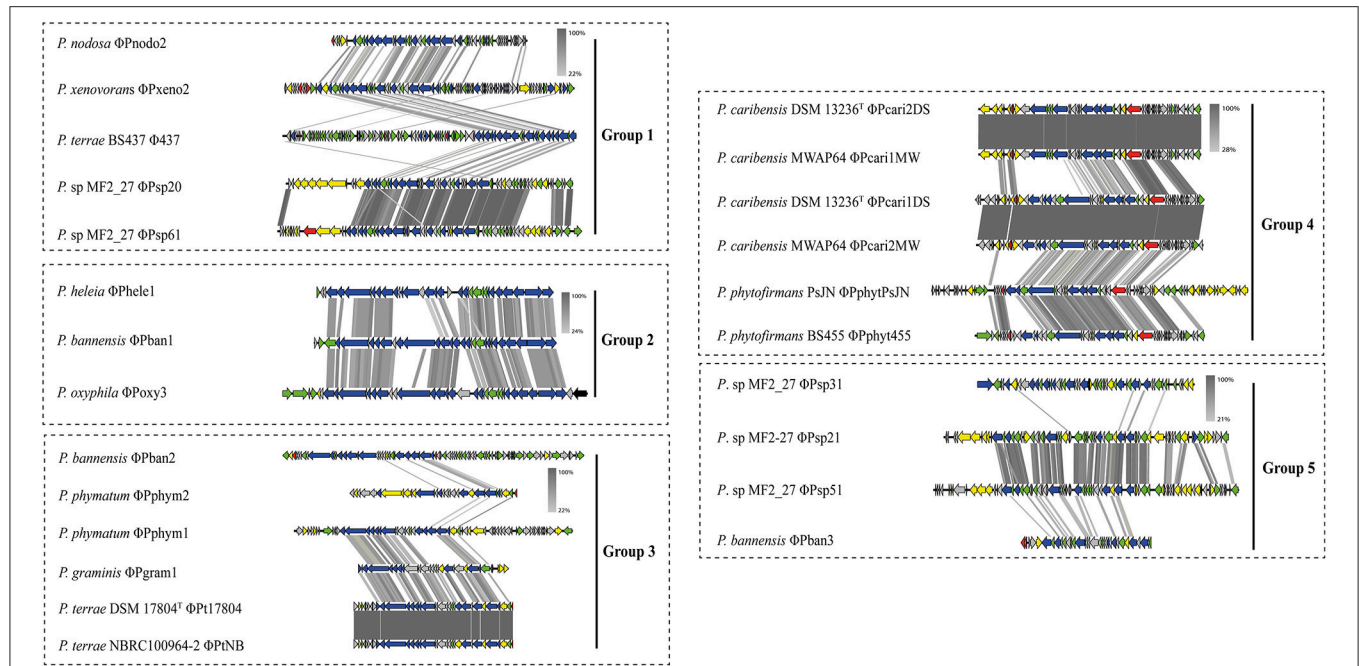 P. nodosa ΦPnodo2
100%
22%
P. xenovorans ΦPxeno2
P. terrae BS437 Φ437
Group 1
P. sp MF2_27 ΦPsp20
P. sp MF2_27 ΦPsp61
P. heleia ΦPhele1
100%
24%
P. bannensis ΦPban1
Group 2
P. oxyphila ΦPoxy3
P. bannensis ΦPban2
100%
22%
P. phymatum ΦPphym2
P. phymatum ΦPphym1
Group 3
P. graminis ΦPgram1
P. terrae DSM 17804ᵀ ΦPt17804
P. terrae NBRC100964-2 ΦPtNB
P. caribensis DSM 13236ᵀ ΦPcari2DS
100%
28%
P. caribensis MWAP64 ΦPcari1MW
P. caribensis DSM 13236ᵀ ΦPcari1DS
Group 4
P. caribensis MWAP64 ΦPcari2MW
P. phytofirmans PsJN ΦPphytPsJN
P. phytofirmans BS455 ΦPphyt455
P. sp MF2_27 ΦPsp31
100%
21%
P. sp MF2-27 ΦPsp21
Group 5
P. sp MF2_27 ΦPsp51
P. bannensis ΦPban3